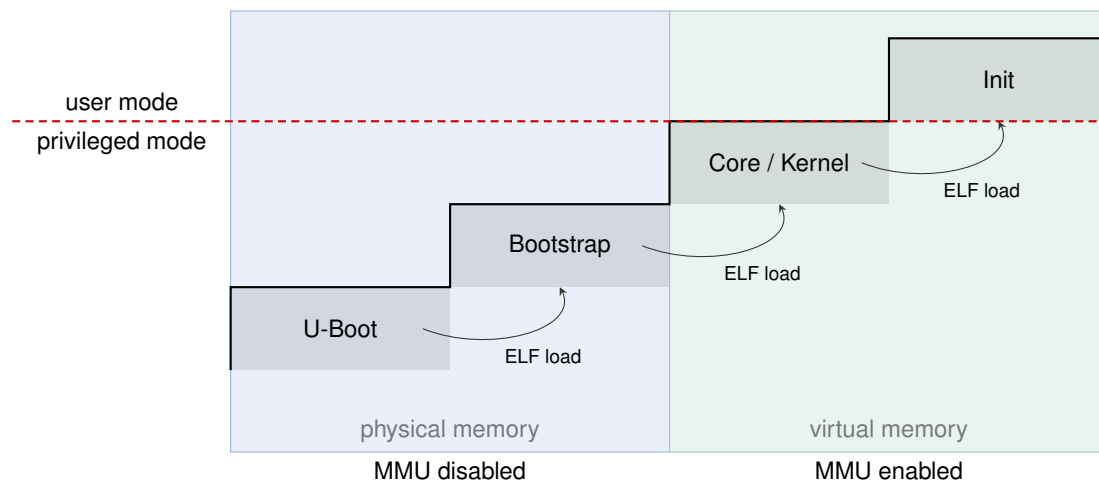 Init
user mode
privileged mode
Core / Kernel
ELF load
Bootstrap
ELF load
U-Boot
ELF load
physical memory
virtual memory
MMU disabled
MMU enabled